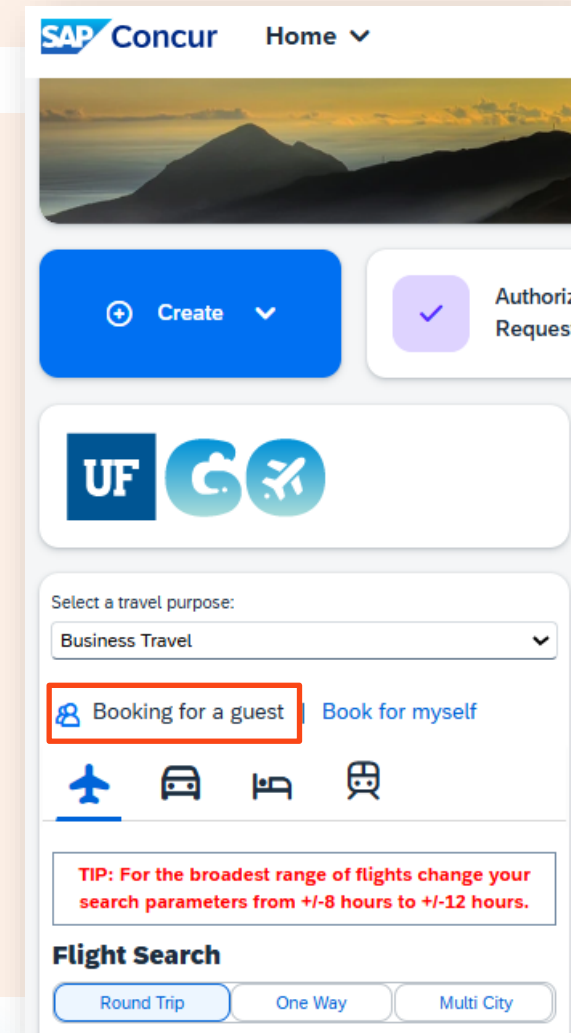 SAP Concur Home
Create
Authoriz
Reques
UF GO
Select a travel purpose:
Business Travel
Booking for a guest | Book for myself
TIP: For the broadest range of flights change your
search parameters from +/-8 hours to +/-12 hours.
Flight Search
Round Trip One Way Multi City